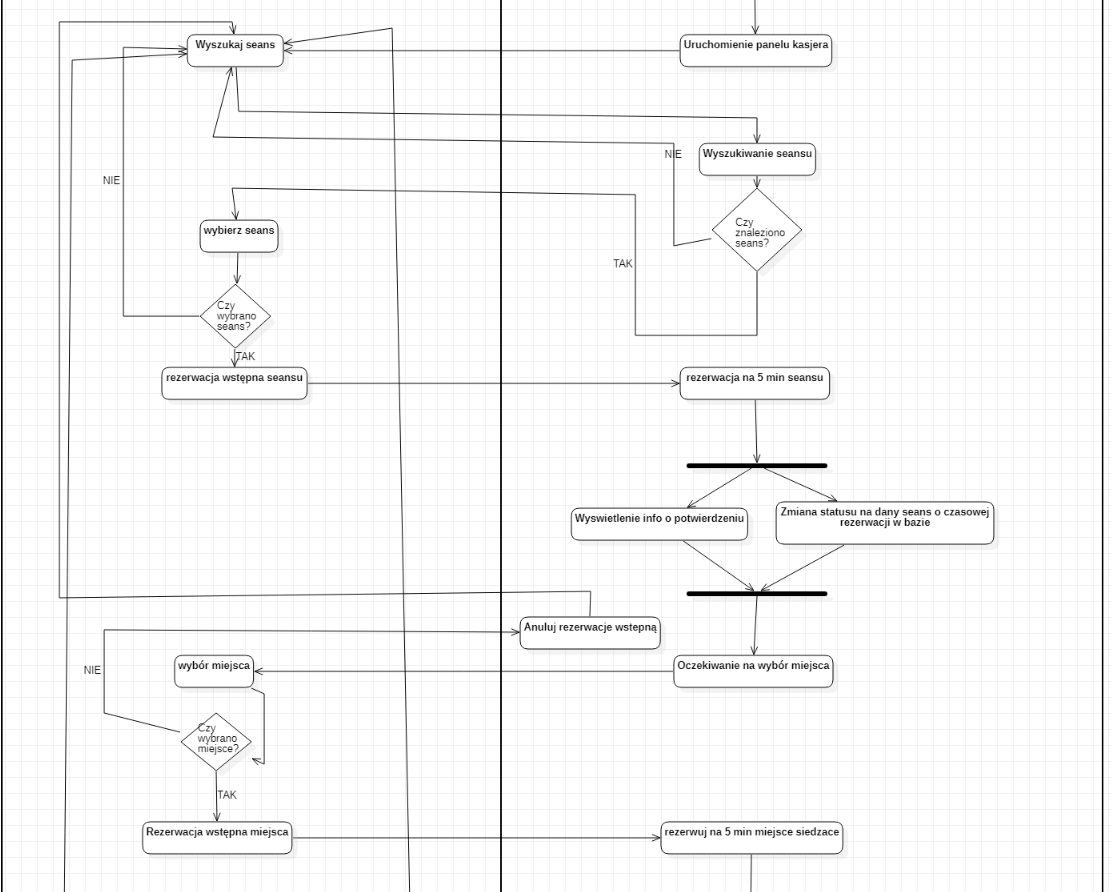 Wyszukaj seans
Uruchomienie panelu kasjera
NIE
Wyszukiwanie seansu
NIE
Czy
znaleziono
seans?
wybierz seans
TAK
Czy
wybrano
seans?
TAK
rezerwacja wstępna seansu
rezerwacja na 5 min seansu
Wyswietlenie info o potwierdzeniu
Zmiana statusu na dany seans o czasowej
rezerwacji w bazie
Anuluj rezerwacje wstepną
wybór miejsca
Oczekiwanie na wybór miejsca
NIE
Czy
wybrano
miejsce?
TAK
Rezerwacja wstępna miejsca
rezerwuj na 5 min miejsce siedzace